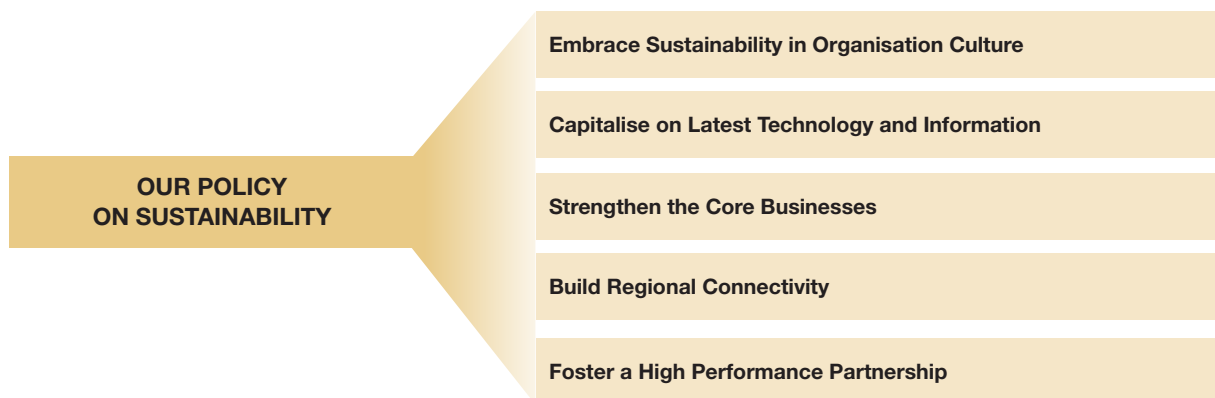 OUR POLICY
ON SUSTAINABILITY
Embrace Sustainability in Organisation Culture
Capitalise on Latest Technology and Information
Strengthen the Core Businesses
Build Regional Connectivity
Foster a High Performance Partnership